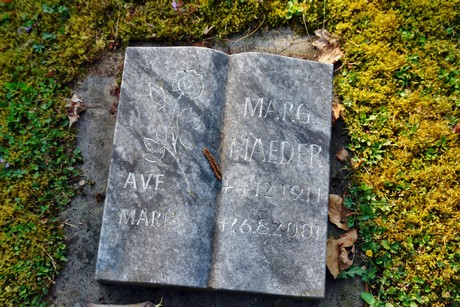 AVE
MARIA
MARG.
MAEDER
* 4.12.1911
+26.8.2001